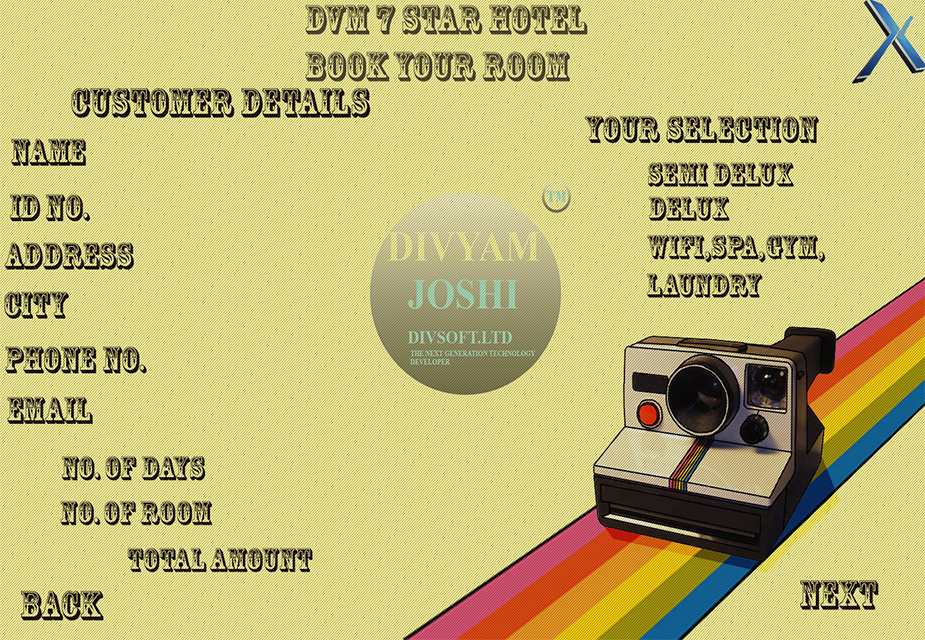 DVM 7 STAR HOTEL
BOOK YOUR ROOM
X
CUSTOMER DETAILS
NAME
ID NO.
ADDRESS
CITY
PHONE NO.
EMAIL
NO. OF DAYS
NO. OF ROOM
TOTAL AMOUNT
BACK
TM
DIVYAM
JOSHI
DIVSOFT.LTD
THE NEXT GENERATION TECHNOLOGY
DEVELOPER
YOUR SELECTION
SEMI DELUX
DELUX
WIFI,SPA,GYM,
LAUNDRY
NEXT